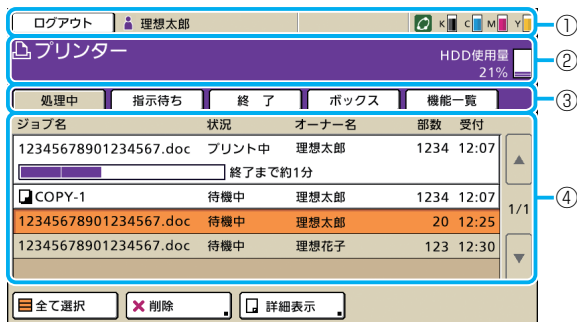 ログアウト 理想太郎 K C M Y ①
プリンター HDD使用量 ②
21%
処理中 指示待ち 終 了 ボックス 機能一覧 ③
ジョブ名 状況 オーナー名 部数 受付
12345678901234567.doc プリント中 理想太郎 1234 12:07
終了まで約1分
COPY-1 待機中 理想太郎 1234 12:07 ④
1/1
12345678901234567.doc 待機中 理想太郎 20 12:25
12345678901234567.doc 待機中 理想花子 123 12:30
全て選択 削除 詳細表示